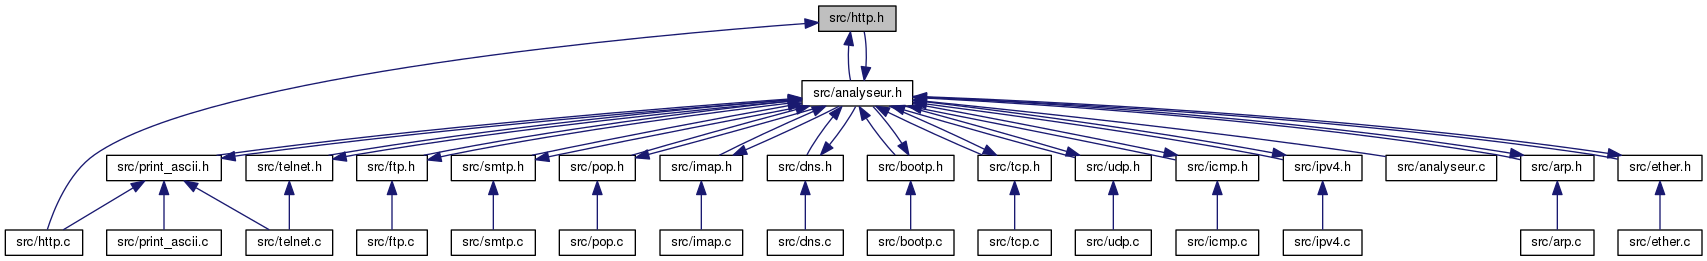 src/http.h
src/analyseur.h
src/print_ascii.h
src/telnet.h
src/ftp.h
src/smtp.h
src/pop.h
src/imap.h
src/dns.h
src/bootp.h
src/tcp.h
src/udp.h
src/icmp.h
src/ipv4.h
src/analyseur.c
src/arp.h
src/ether.h
src/http.c
src/print_ascii.c
src/telnet.c
src/ftp.c
src/smtp.c
src/pop.c
src/imap.c
src/dns.c
src/bootp.c
src/tcp.c
src/udp.c
src/icmp.c
src/ipv4.c
src/arp.c
src/ether.c